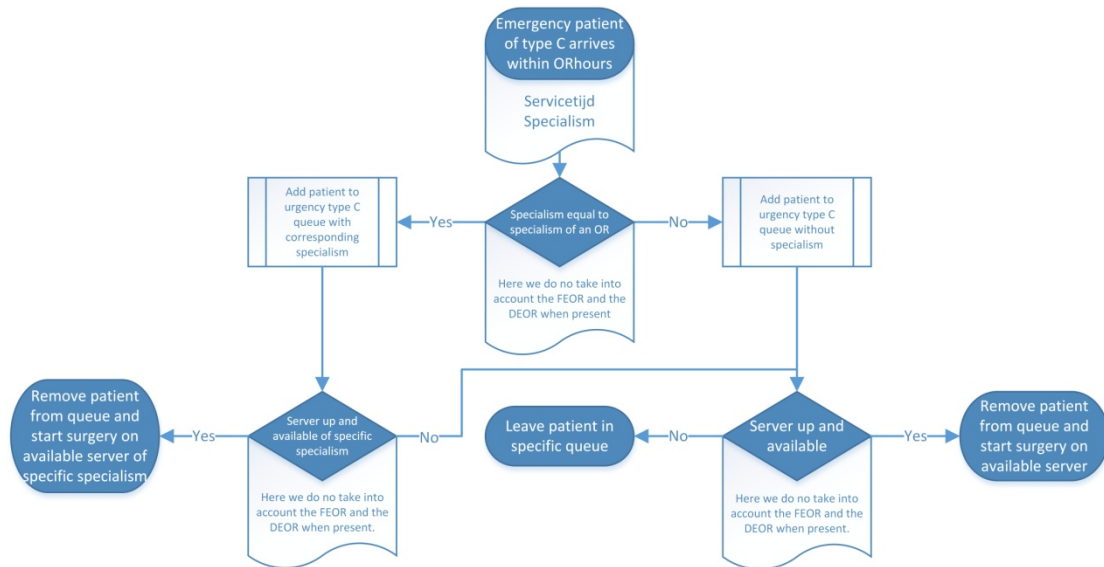 Emergency patient
of type C arrives
within ORhours
Servicetijd
Specialism
Add patient to
urgency type C
queue with
corresponding
specialism
Yes
Specialism equal to
specialism of an OR
No
Add patient to
urgency type C
queue without
specialism
Here we do no take into
account the FEOR and the
DEOR when present
Remove patient
from queue and
start surgery on
available server of
specific specialism
Yes
Server up and
available of specific
specialism
No
Leave patient in
specific queue
No
Server up and
available
Yes
Remove patient
from queue and
start surgery on
available server
Here we do no take into
account the FEOR and the
DEOR when present.
Here we do no take into
account the FEOR and the
DEOR when present.